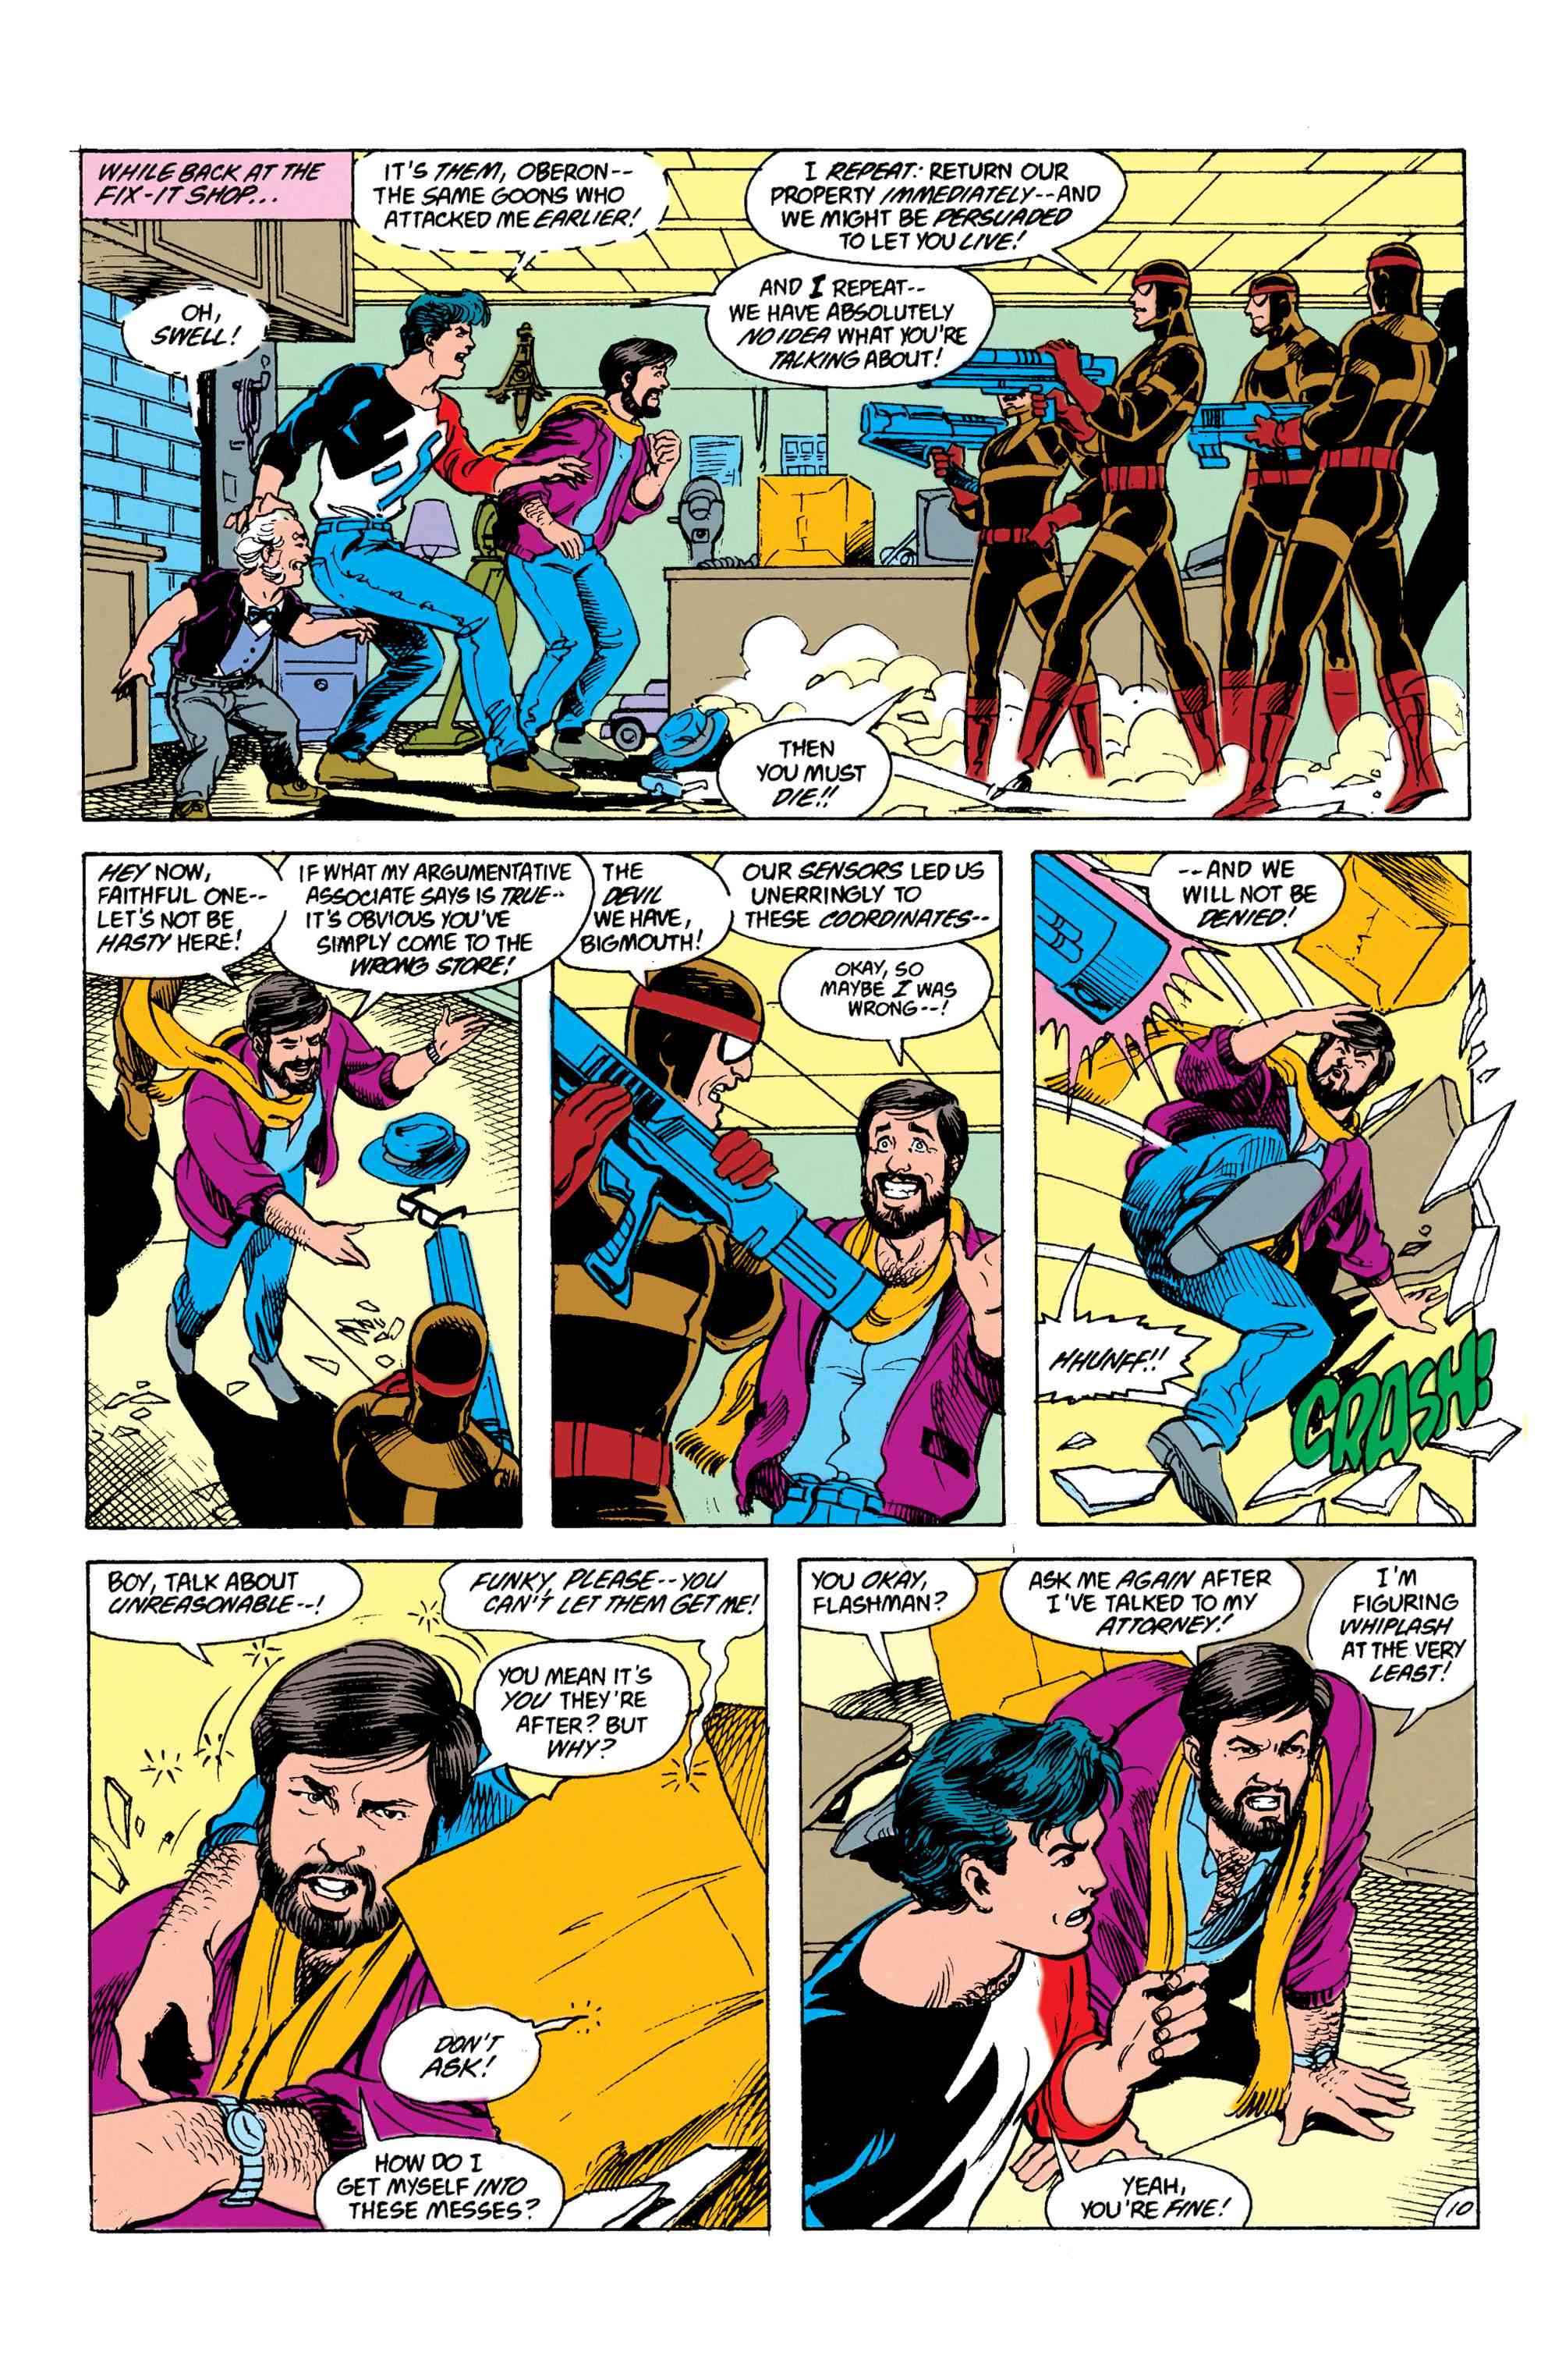 WHILE BACK AT THE
FIX-IT SHOP...
IT'S THEM, OBERON--
THE SAME GOONS WHO
ATTACKED ME EARLIER!
OH,
SWELL!
I REPEAT: RETURN OUR
PROPERTY IMMEDIATELY--AND
WE MIGHT BE PERSUADED
TO LET YOU LIVE!
AND I REPEAT--
WE HAVE ABSOLUTELY
NO IDEA WHAT YOU'RE
TALKING ABOUT!
THEN
YOU MUST
DIE!!
HEY NOW,
FAITHFUL ONE--
LET'S NOT BE
HASTY HERE!
IF WHAT MY ARGUMENTATIVE
ASSOCIATE SAYS IS TRUE--
IT'S OBVIOUS YOU'VE
SIMPLY COME TO THE
WRONG STORE!
THE
DEVIL
WE HAVE,
BIGMOUTH!
OUR SENSORS LED US
UNERRINGLY TO
THESE COORDINATES--
OKAY, SO
MAYBE I WAS
WRONG--!
--AND WE
WILL NOT BE
DENIED!
HHUNFF!!
CRASH!
BOY, TALK ABOUT
UNREASONABLE--!
FUNKY, PLEASE--YOU
CAN'T LET THEM GET ME!
YOU MEAN IT'S
YOU THEY'RE
AFTER? BUT
WHY?
DON'T
ASK!
HOW DO I
GET MYSELF INTO
THESE MESSES?
YOU OKAY,
FLASHMAN?
ASK ME AGAIN AFTER
I'VE TALKED TO MY
ATTORNEY!
I'M
FIGURING
WHIPLASH
AT THE VERY
LEAST!
YEAH,
YOU'RE FINE!
10